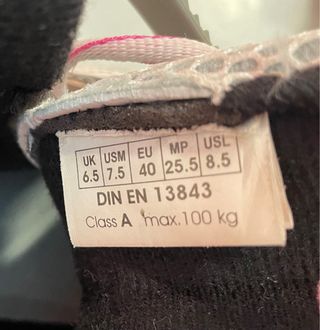 UK USM EU MP USL
6.5 7.5 40 25.5 8.5
DIN EN 13843
Class A max.100 kg